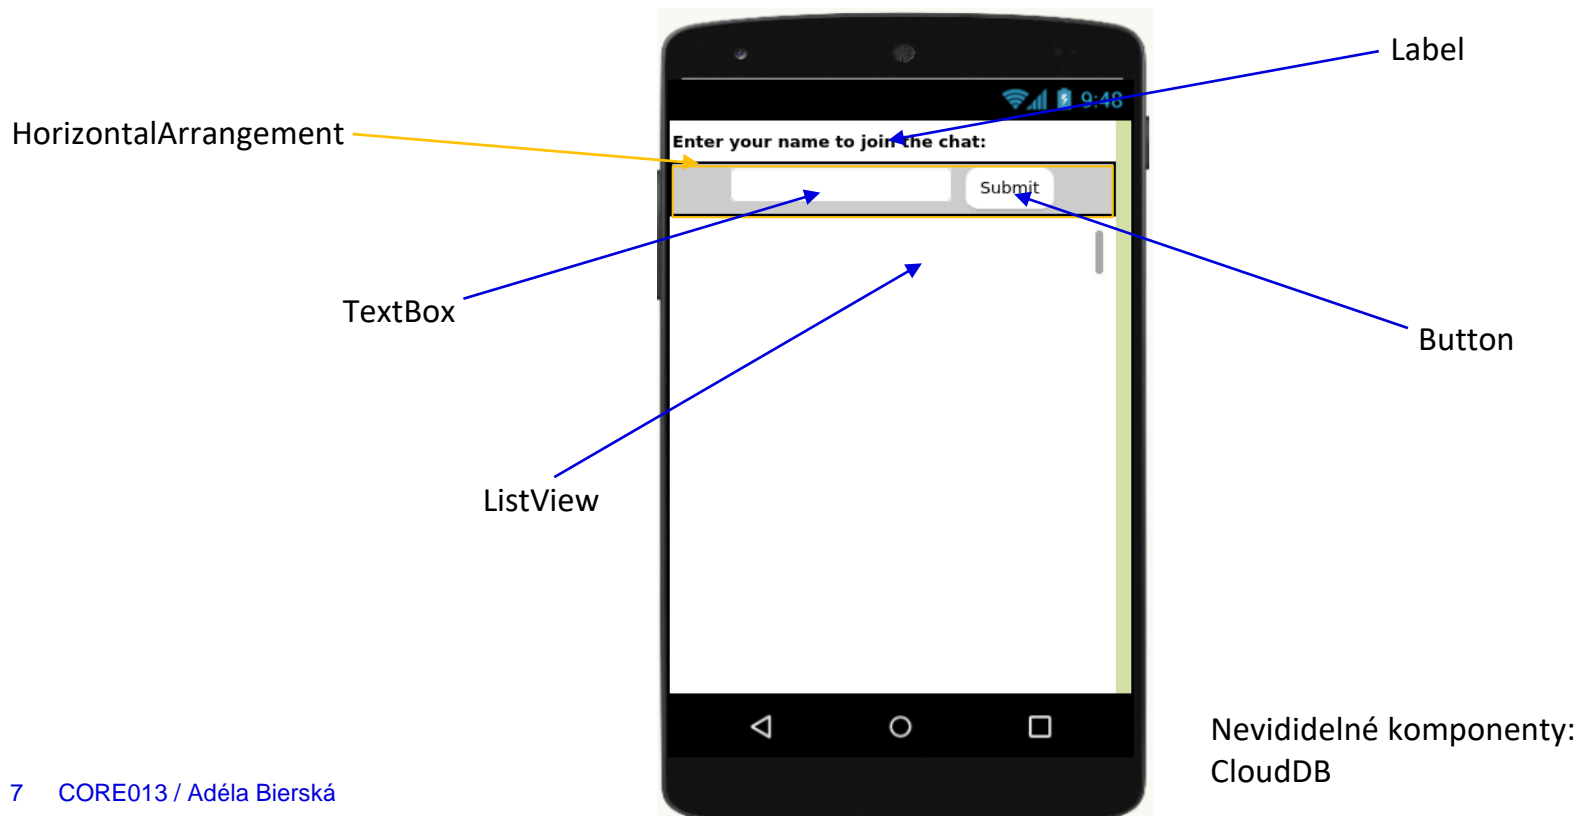 Label
9:48
HorizontalArrangement
Enter your name to join the chat:
Submit
TextBox
Button
ListView
Nevididelné komponenty:
CloudDB
7 CORE013 / Adéla Bierská